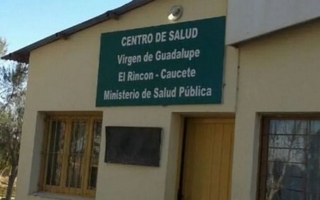 CENTRO DE SALUD
Virgen de Guadalupe
El Rincon - Caucete
Ministerio de Salud Pública